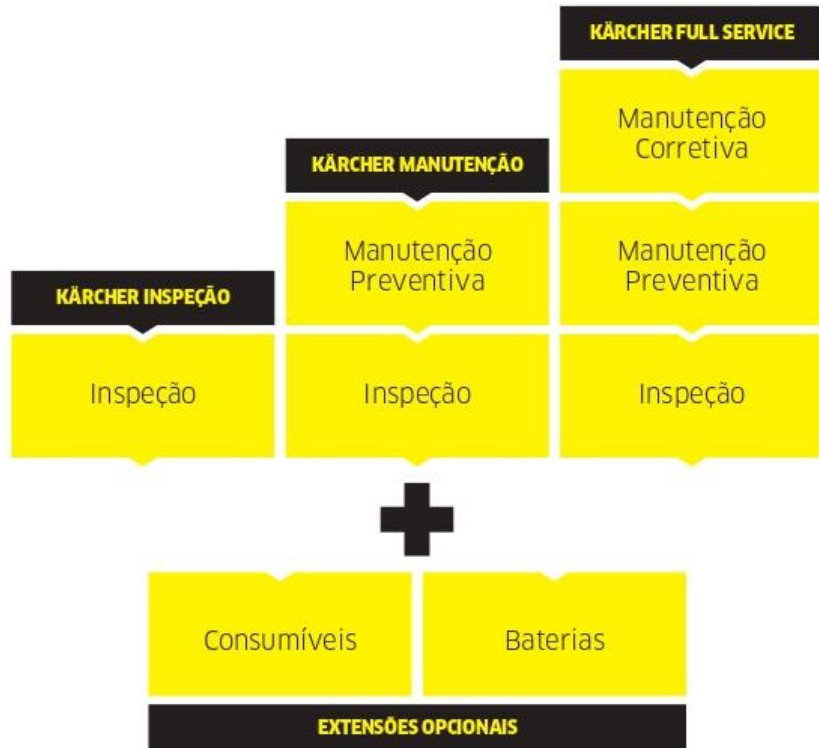 KÄRCHER FULL SERVICE
Manutenção
Corretiva
KÄRCHER MANUTENÇÃO
Manutenção
Preventiva
Manutenção
Preventiva
KÄRCHER INSPEÇÃO
Inspeção
Inspeção
Inspeção
Consumíveis
Baterias
EXTENSÕES OPCIONAIS